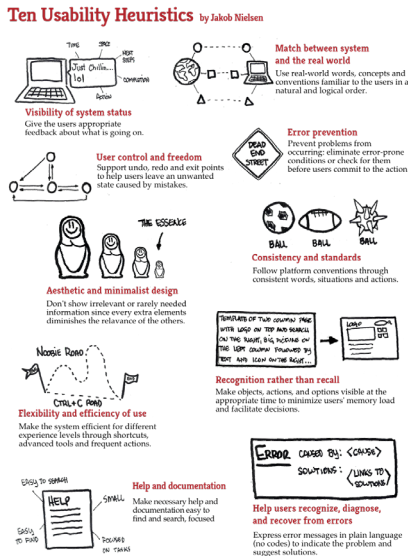 Ten Usability Heuristics by Jakob Nielsen
TIME
SPACE
NEXT
STEPS
Just Chillin...
lol
COMPLETION
ACTION
Visibility of system status
Give the users appropriate
feedback about what is going on.
Match between system
and the real world
Use real-world words, concepts and
conventions familiar to the users in a
natural and logical order.
User control and freedom
Support undo, redo and exit points
to help users leave an unwanted
state caused by mistakes.
DEAD
END
STREET
Error prevention
Prevent problems from
occurring: eliminate error-prone
conditions or check for them
before users commit to the action
THE ESSENCE
Aesthetic and minimalist design
Don't show irrelevant or rarely needed
information since every extra elements
diminishes the relavance of the others.
BALL
BALL
BALL
Consistency and standards
Follow platform conventions through
consistent words, situations and actions.
NOOBIE ROAD
CTRL+C ROAD
Flexibility and efficiency of use
Make the system efficient for different
experience levels through shortcuts,
advanced tools and frequent actions.
TEMPLATE OF TWO COLUMN PAGE
WITH LOGO ON TOP AND SEARCH
ON THE RIGHT, BIG PICTURE ON
THE LEFT COLUMN FOLLOWED BY
TEXT AND ICON ON THE RIGHT...
LOGO
Recognition rather than recall
Make objects, actions, and options visible at the
appropriate time to minimize users' memory load
and facilitate decisions.
EASY TO SEARCH
HELP
SMALL
EASY
TO FIND
FOCUSED
ON TASKS
Help and documentation
Make necessary help and
documentation easy to
find and search, focused
ERROR CAUSED BY: <CAUSE>
SOLUTIONS: <LINKS TO
SOLUTIONS>
Help users recognize, diagnose,
and recover from errors
Express error messages in plain language
(no codes) to indicate the problem and
suggest solutions.